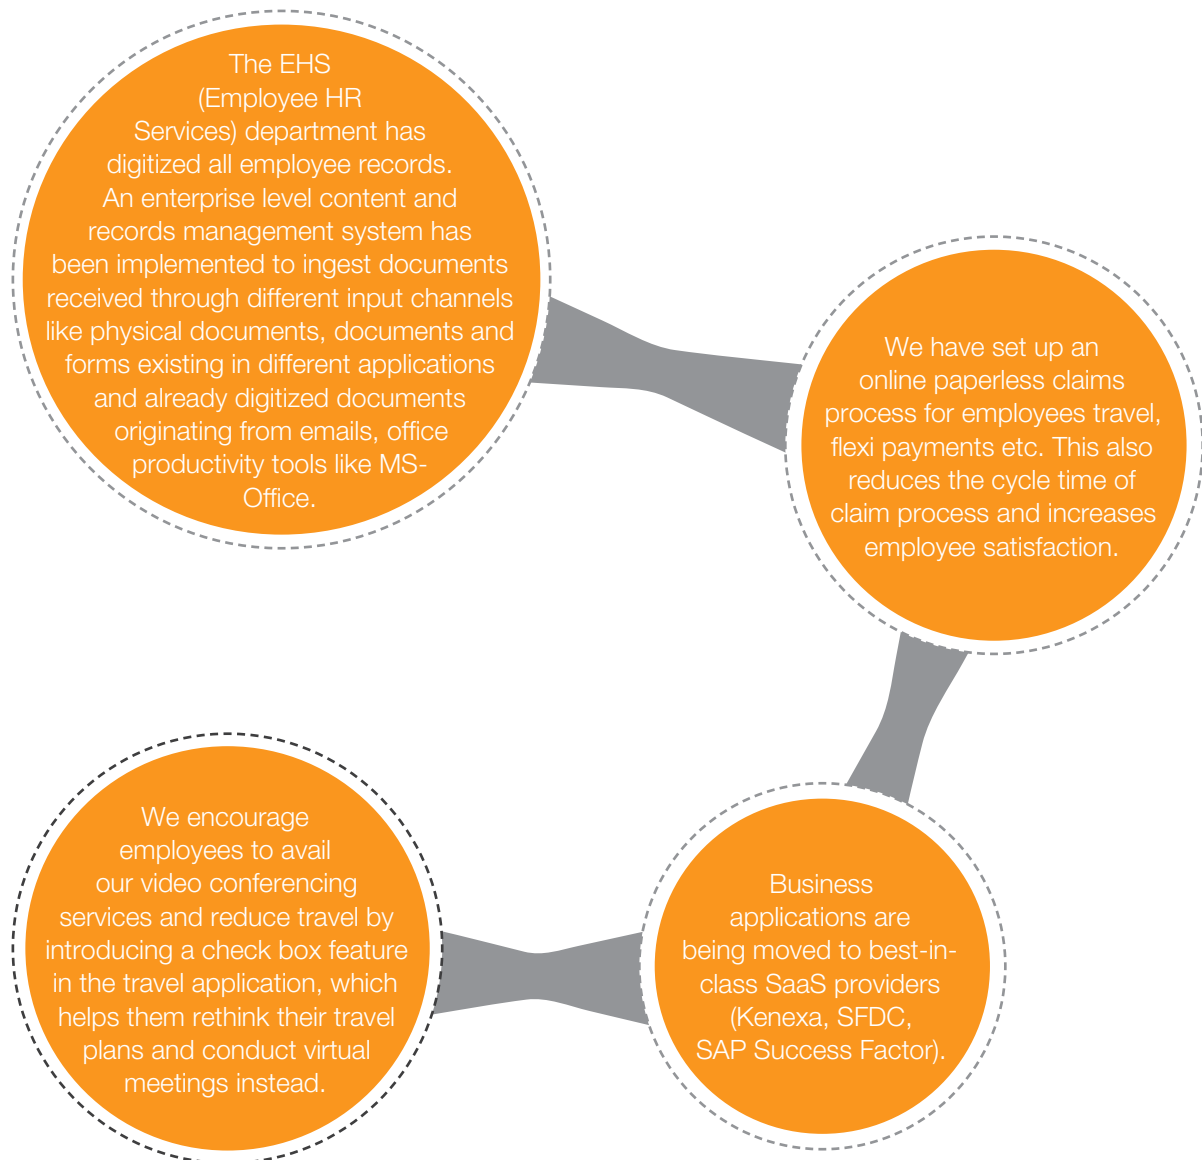 The EHS
(Employee HR
Services) department has
digitized all employee records.
An enterprise level content and
records management system has
been implemented to ingest documents
received through different input channels
like physical documents, documents and
forms existing in different applications
and already digitized documents
originating from emails, office
productivity tools like MS-
Office.
We have set up an
online paperless claims
process for employees travel,
flexi payments etc. This also
reduces the cycle time of
claim process and increases
employee satisfaction.
Business
applications are
being moved to best-in-
class SaaS providers
(Kenexa, SFDC,
SAP Success Factor).
We encourage
employees to avail
our video conferencing
services and reduce travel by
introducing a check box feature
in the travel application, which
helps them rethink their travel
plans and conduct virtual
meetings instead.